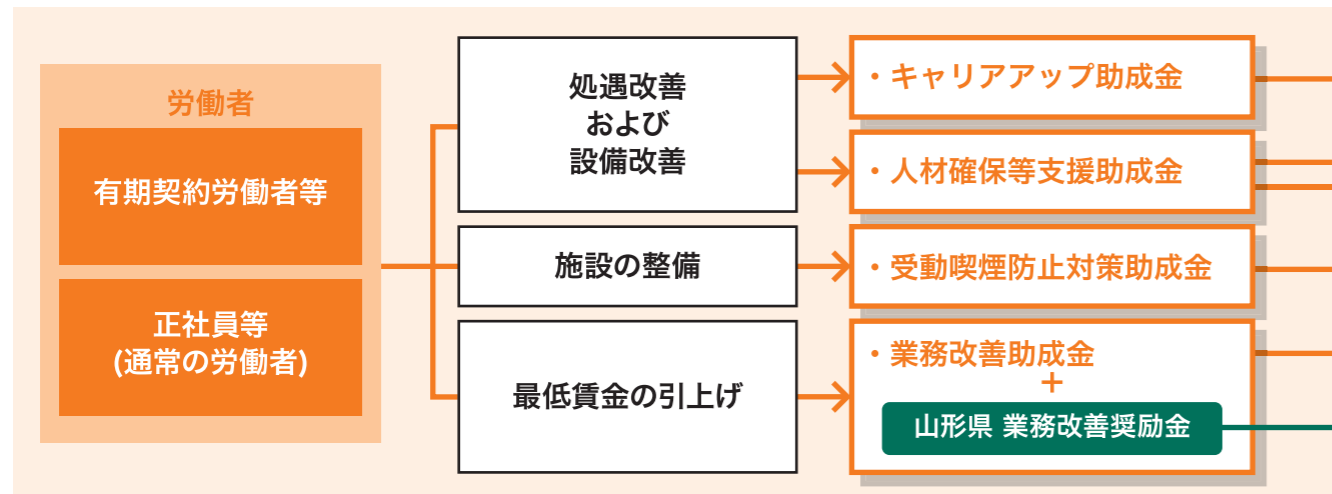 労働者
有期契約労働者等
正社員等
(通常の労働者)
処遇改善
および
設備改善
施設の整備
最低賃金の引上げ
・キャリアアップ助成金
・人材確保等支援助成金
・受動喫煙防止対策助成金
・業務改善助成金
＋
山形県 業務改善奨励金